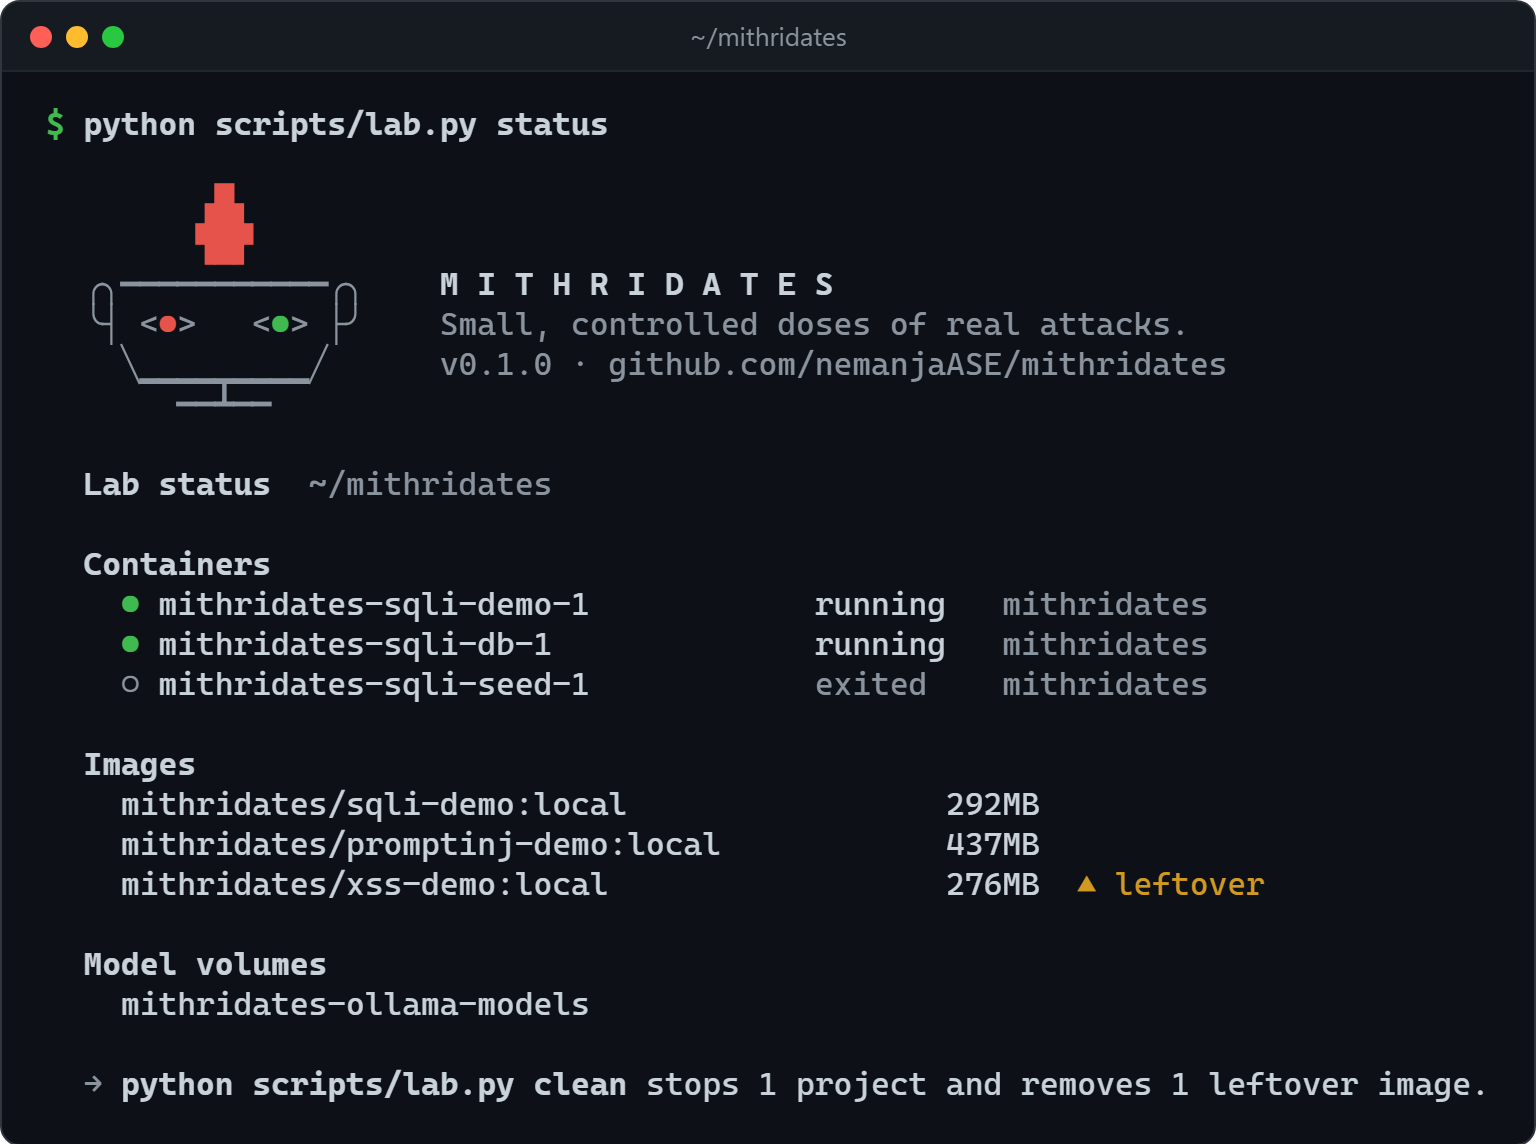 ~/mithridates
$ python scripts/lab.py status
M I T H R I D A T E S
<●> <●> Small, controlled doses of real attacks.
v0.1.0 · github.com/nemanjaASE/mithridates
Lab status ~/mithridates
Containers
● mithridates-sqli-demo-1 running mithridates
● mithridates-sqli-db-1 running mithridates
○ mithridates-sqli-seed-1 exited mithridates
Images
mithridates/sqli-demo:local 292MB
mithridates/promptinj-demo:local 437MB
mithridates/xss-demo:local 276MB ▲ leftover
Model volumes
mithridates-ollama-models
→ python scripts/lab.py clean stops 1 project and removes 1 leftover image.